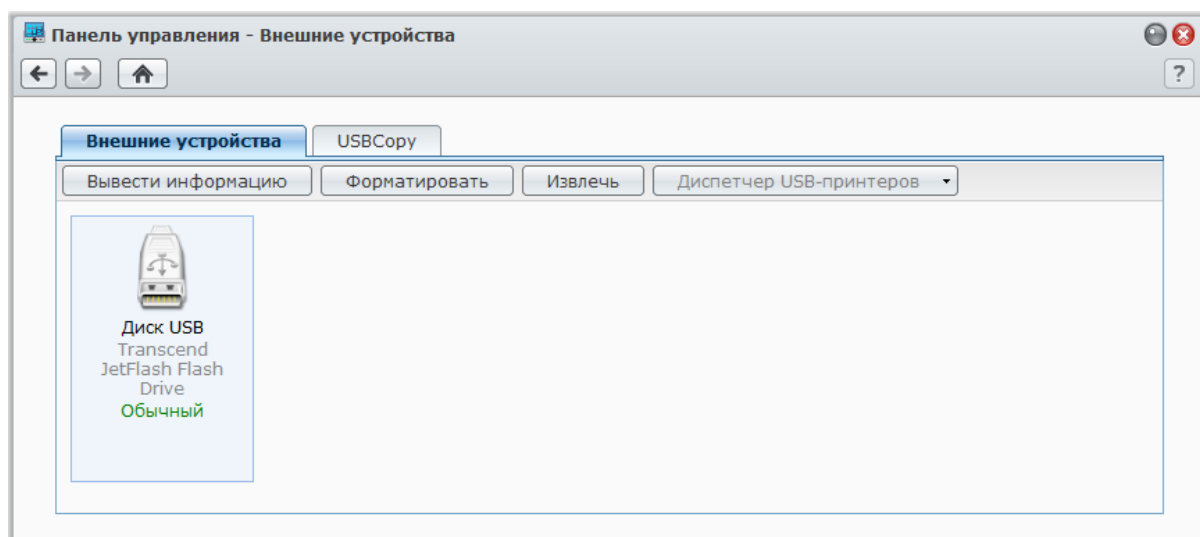 Панель управления - Внешние устройства
?
Внешние устройства
USBCopy
Вывести информацию
Форматировать
Извлечь
Диспетчер USB-принтеров
Диск USB
Transcend
JetFlash Flash
Drive
Обычный